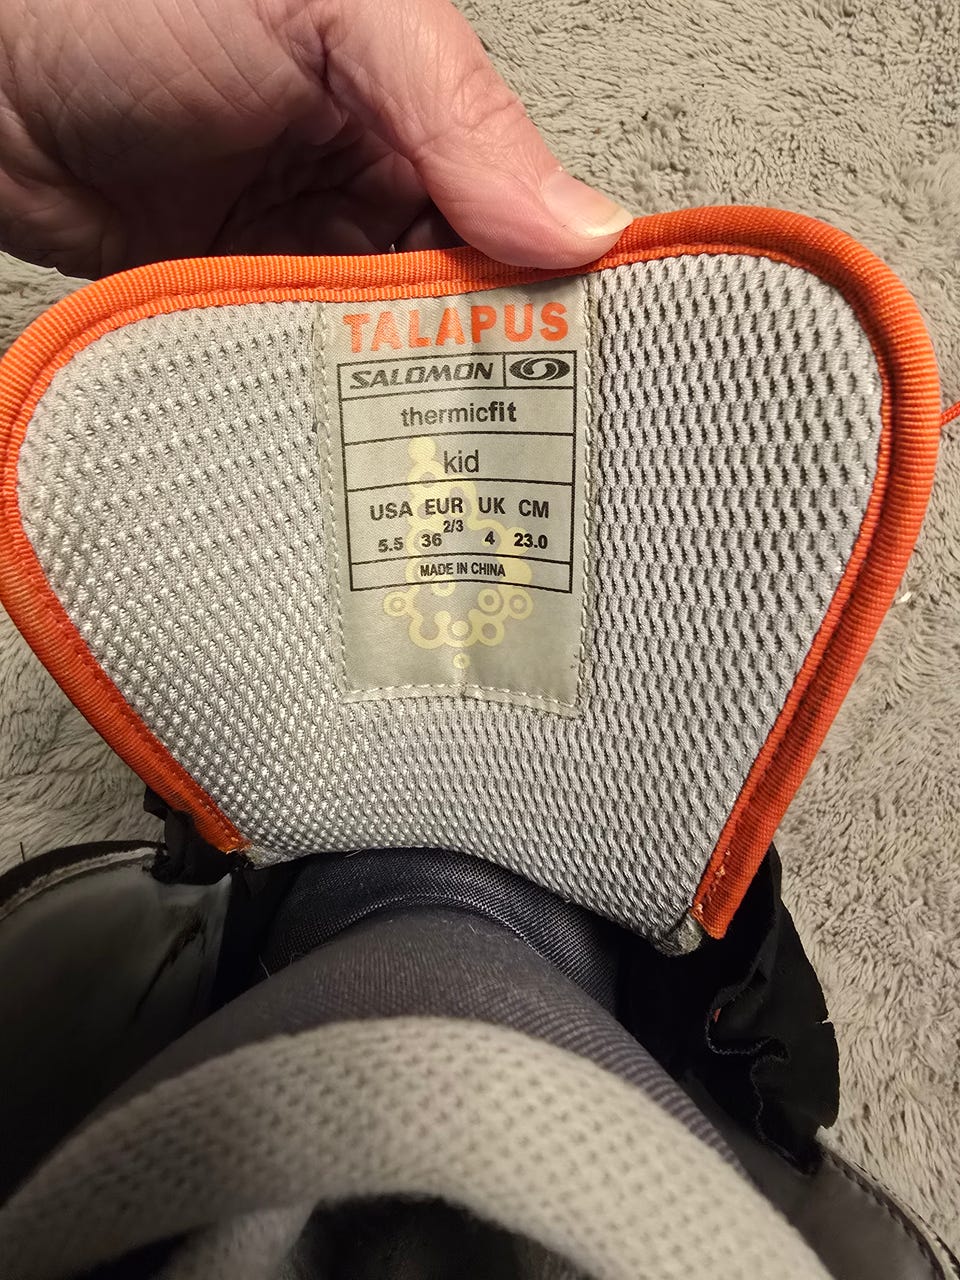 TALAPUS
SALOMON
thermicfit
kid
USA EUR UK CM
5.5 36 2/3 4 23.0
MADE IN CHINA